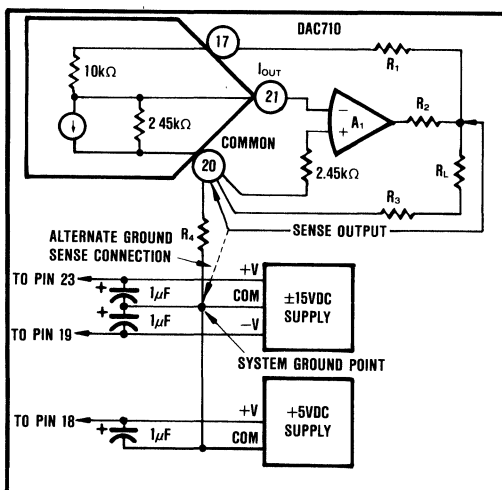 17
DAC710
10kΩ
R1
IOUT
21
−
A1
+
R2
2.45kΩ
COMMON
20
2.45kΩ
RL
R3
R4
SENSE OUTPUT
ALTERNATE GROUND
SENSE CONNECTION
TO PIN 23
+
1μF
+V
COM
±15VDC
SUPPLY
+
1μF
TO PIN 19
−V
SYSTEM GROUND POINT
TO PIN 18
+
1μF
+V
COM
+5VDC
SUPPLY